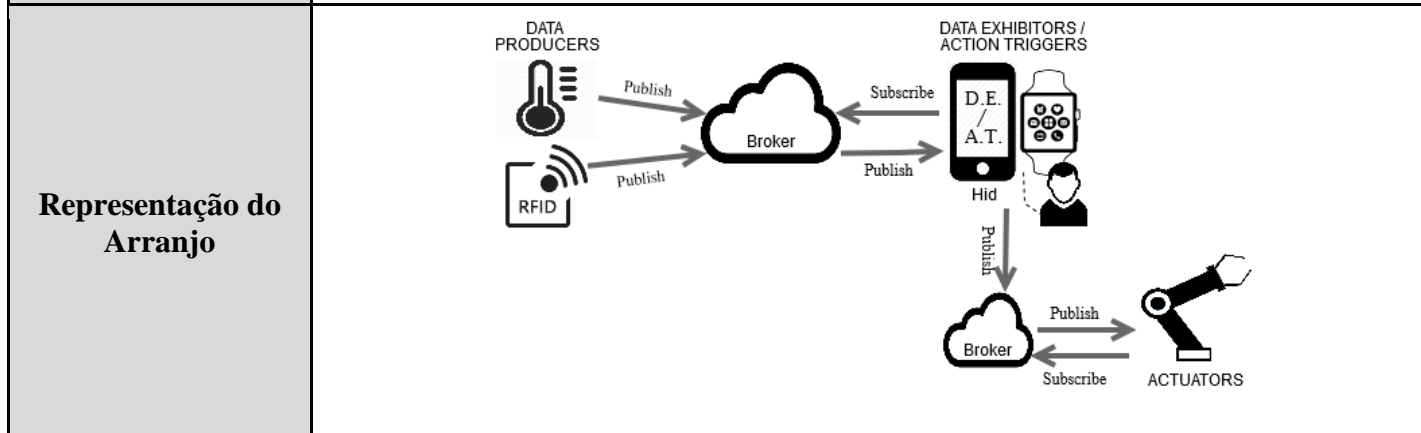 Representação do
Arranjo
DATA
PRODUCERS
Publish
RFID
Publish
Broker
DATA EXHIBITORS /
ACTION TRIGGERS
Subscribe
Publish
D.E.
/
A.T.
Hid
Publish
Broker
Publish
Subscribe
ACTUATORS